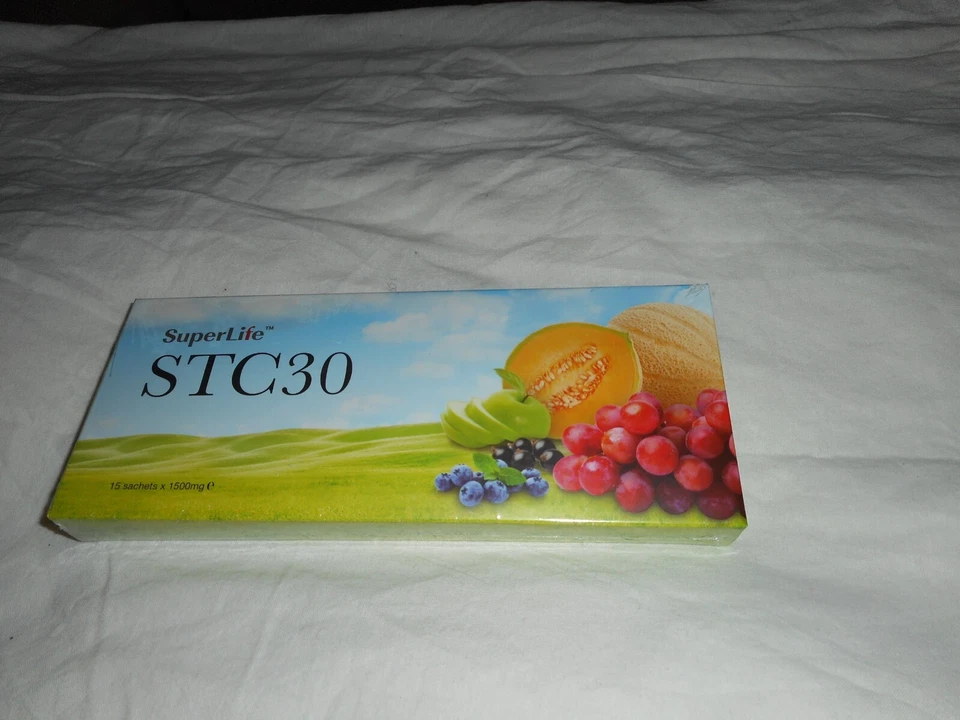 SuperLife™
STC30
15 sachets x 1500mg ℮